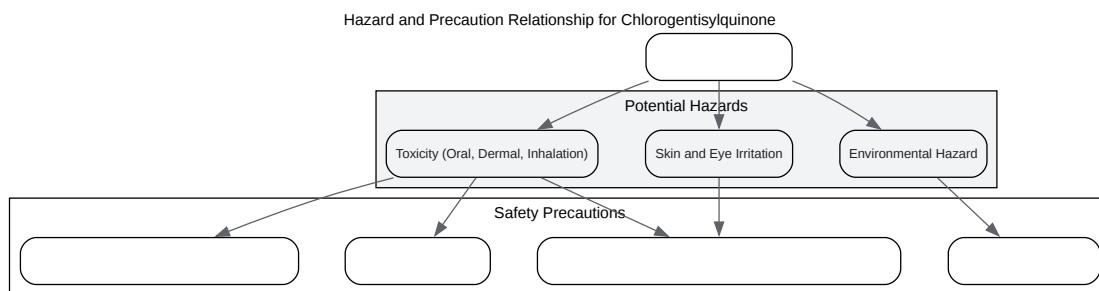 Hazard and Precaution Relationship for Chlorogentisylquinone
Potential Hazards
Toxicity (Oral, Dermal, Inhalation)
Skin and Eye Irritation
Environmental Hazard
Safety Precautions